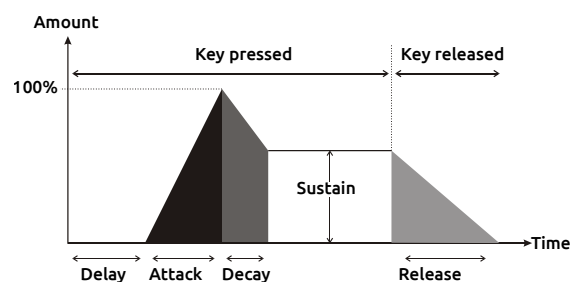 Amount
Key pressed
Key released
100%
Sustain
Time
Delay
Attack
Decay
Release